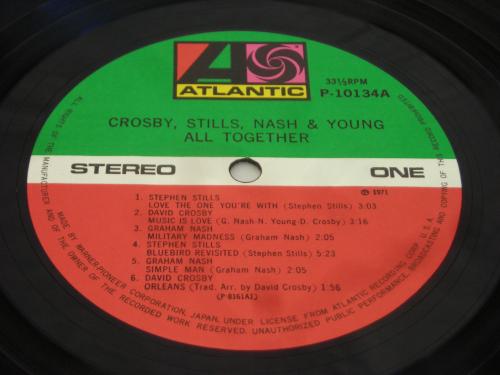 ATLANTIC
33⅓RPM
P-10134A
CROSBY, STILLS, NASH & YOUNG
ALL TOGETHER
STEREO
ONE
℗ 1971
1. STEPHEN STILLS
LOVE THE ONE YOU'RE WITH (Stephen Stills) 3:03
2. DAVID CROSBY
MUSIC IS LOVE (G. Nash-N. Young-D. Crosby) 3:16
3. GRAHAM NASH
MILITARY MADNESS (Graham Nash) 2:05
4. STEPHEN STILLS
BLUEBIRD REVISITED (Stephen Stills) 5:23
5. GRAHAM NASH
SIMPLE MAN (Graham Nash) 2:05
6. DAVID CROSBY
ORLEANS (Trad. Arr. by David Crosby) 1:56
(P-8161A1)
MADE BY WARNER-PIONEER CORPORATION, JAPAN, UNDER LICENSE FROM ATLANTIC RECORDING CORP. U.S.A.
ALL RIGHTS OF THE MANUFACTURER AND OF THE OWNER OF THE RECORDED WORK RESERVED. UNAUTHORIZED PUBLIC PERFORMANCE, BROADCASTING AND COPYING OF THIS RECORD PROHIBITED